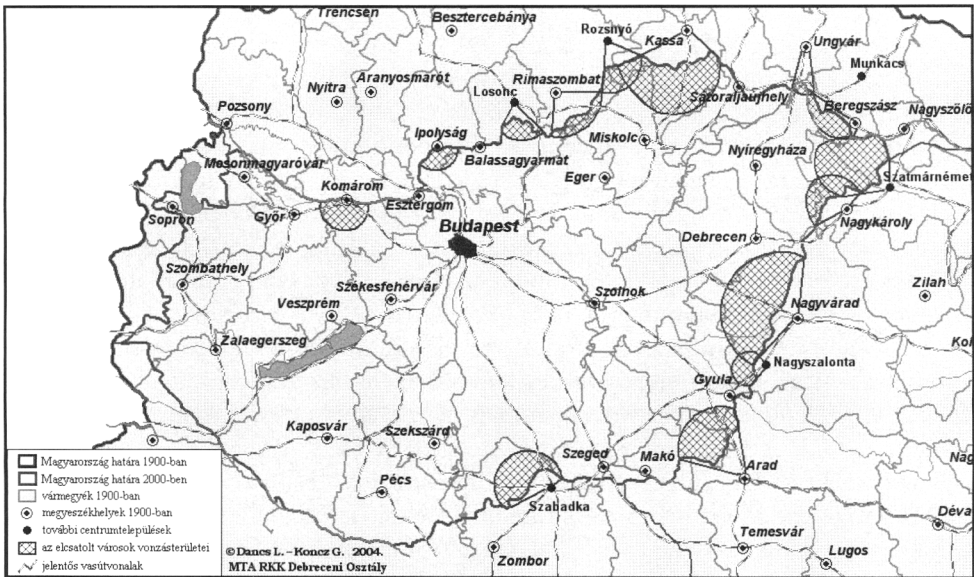 Trencsén
Besztercebánya
Rozsnyó
Kassa
Ungvár
Munkács
Nyitra
Aranyosmarót
Rimaszombat
Losonc
Sátoraljaújhely
Beregszász
Nagyszőlő
Pozsony
Ipolyság
Balassagyarmat
Miskolc
Nyíregyháza
Mosonmagyaróvár
Komárom
Esztergom
Eger
Szatmárnémet
Sopron
Győr
Budapest
Debrecen
Nagykároly
Szombathely
Székesfehérvár
Veszprém
Szolnok
Zilah
Nagyvárad
Zalaegerszeg
Kol
Nagyszalonta
Gyula
Kaposvár
Szekszárd
Szeged
Makó
Arad
Nag
Pécs
Szabadka
Déva
Zombor
Temesvár
Lugos
Magyarország határa 1900-ban
Magyarország határa 2000-ben
vármegyék 1900-ban
megyeszékhelyek 1900-ban
további centrumtelepülések
az elcsatolt városok vonzásterületei
jelentős vasútvonalak
© Dancs L. – Koncz G. 2004.
MTA RKK Debreceni Osztály